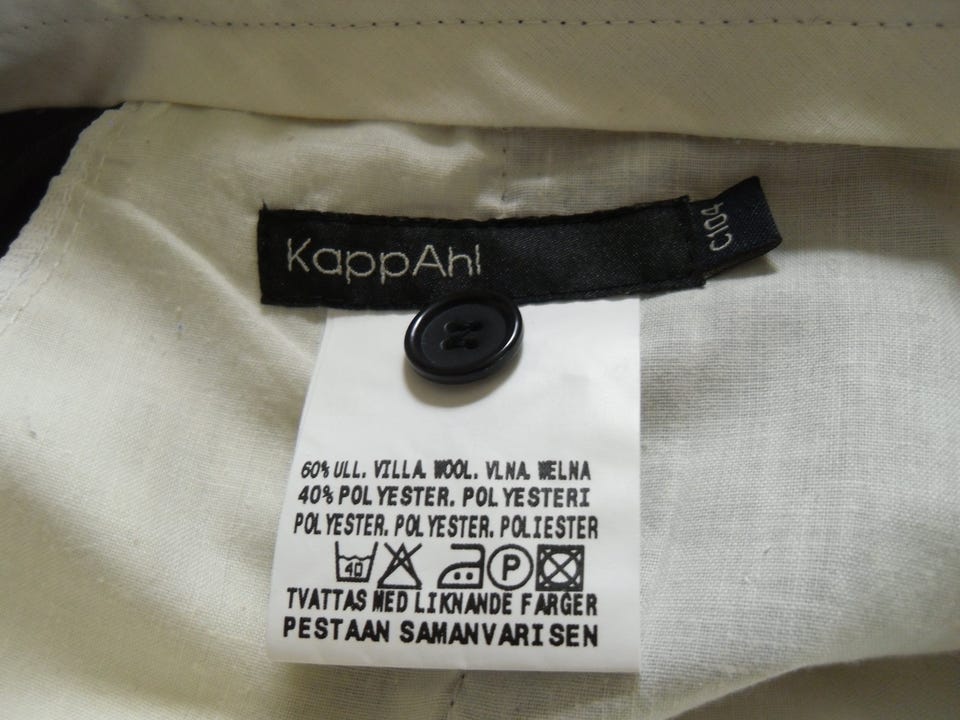 KappAhl
C104
60% ULL. VILLA. WOOL. VLNA. WELNA
40% POLYESTER. POLYESTERI
POLYESTER. POLYESTER. POLIESTER
40 P
TVATTAS MED LIKNANDE FARGER
PESTAAN SAMANVARISEN